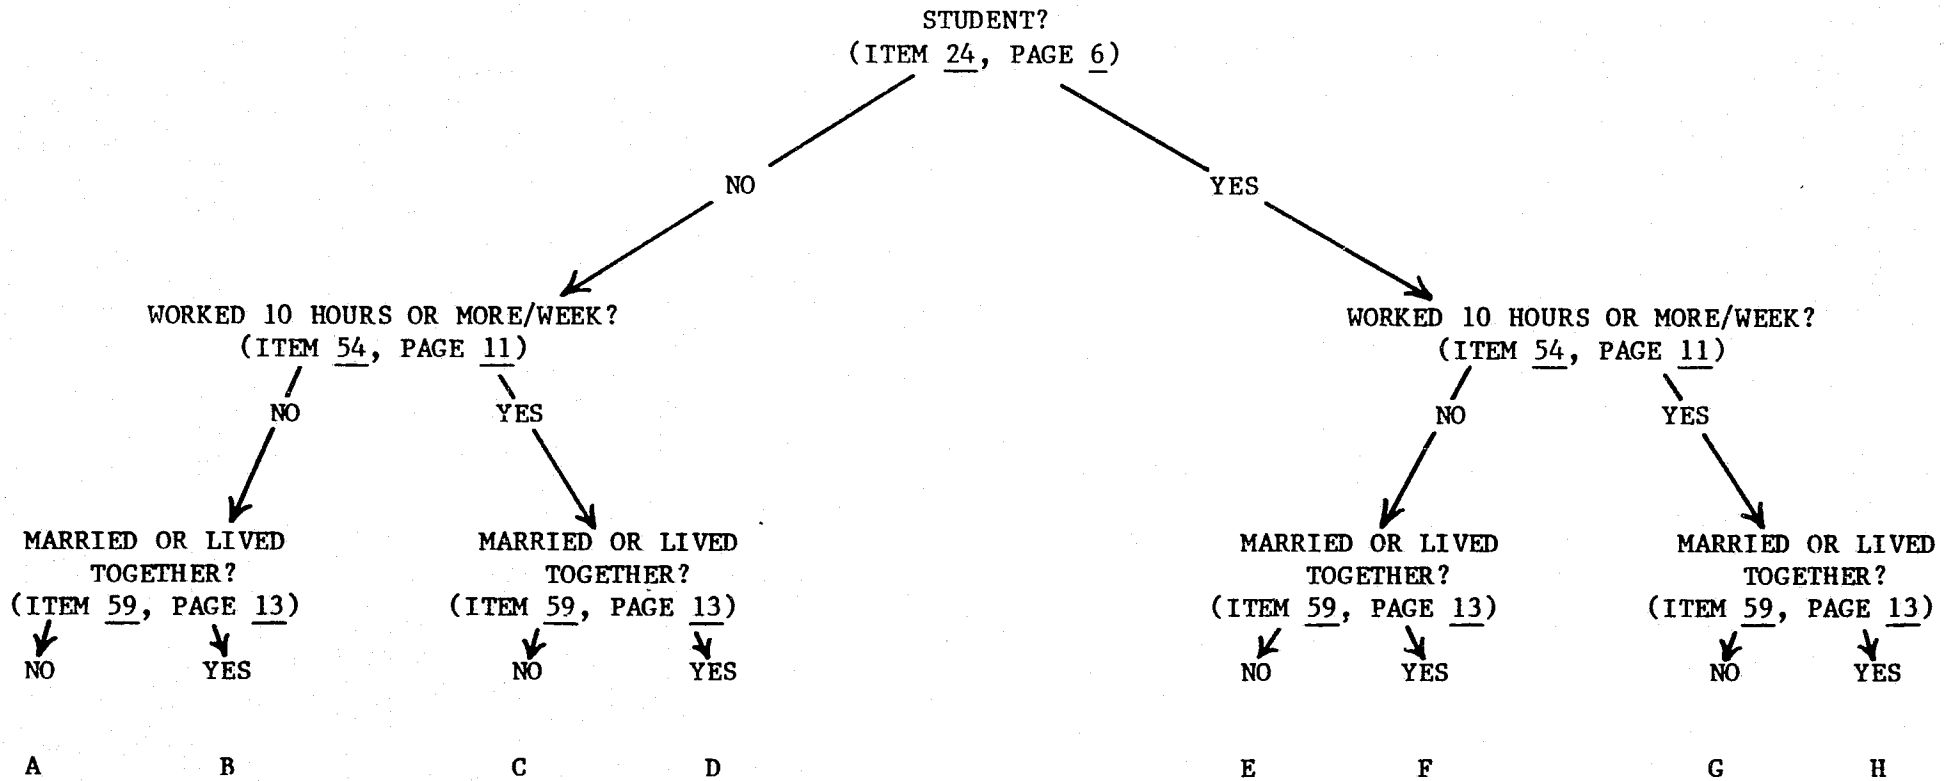 STUDENT?
(ITEM 24, PAGE 6)
NO
YES
WORKED 10 HOURS OR MORE/WEEK?
(ITEM 54, PAGE 11)
WORKED 10 HOURS OR MORE/WEEK?
(ITEM 54, PAGE 11)
NO
YES
NO
YES
MARRIED OR LIVED
TOGETHER?
(ITEM 59, PAGE 13)
MARRIED OR LIVED
TOGETHER?
(ITEM 59, PAGE 13)
MARRIED OR LIVED
TOGETHER?
(ITEM 59, PAGE 13)
MARRIED OR LIVED
TOGETHER?
(ITEM 59, PAGE 13)
NO
YES
NO
YES
NO
YES
NO
YES
A
B
C
D
E
F
G
H